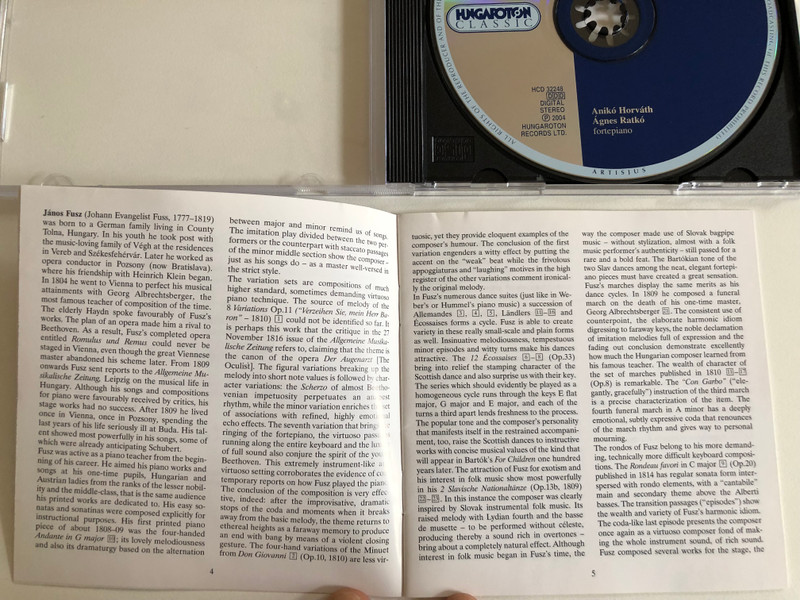 HUNGAROTON
CLASSIC
HCD 32248
DDD
DIGITAL
STEREO
Ⓟ 2004
HUNGAROTON
RECORDS LTD.
Anikó Horváth
Ágnes Ratkó
fortepiano
ARTISJUS
János Fusz (Johann Evangelist Fuss, 1777–1819)
was born to a German family living in County
Tolna, Hungary. In his youth he took post with
the music-loving family of Végh at the residences
in Vereb and Székesfehérvár. Later he worked as
opera conductor in Pozsony (now Bratislava),
where his friendship with Heinrich Klein began.
In 1804 he went to Vienna to perfect his musical
attainments with Georg Albrechtsberger, the
most famous teacher of composition of the time.
The elderly Haydn spoke favourably of Fusz's
works. The plan of an opera made him a rival to
Beethoven. As a result, Fusz's completed opera
entitled Romulus und Remus could never be
staged in Vienna, even though the great Viennese
master abandoned his scheme later. From 1809
onwards Fusz sent reports to the Allgemeine Mu-
sikalische Zeitung, Leipzig on the musical life in
Hungary. Although his songs and compositions
for piano were favourably received by critics, his
stage works had no success. After 1809 he lived
once in Vienna, once in Pozsony, spending the
last years of his life seriously ill at Buda. His tal-
ent showed most powerfully in his songs, some of
which were already anticipating Schubert.
Fusz was active as a piano teacher from the begin-
ning of his career. He aimed his piano works and
songs at his one-time pupils, Hungarian and
Austrian ladies from the ranks of the lesser nobil-
ity and the middle-class, that is the same audience
his printed works are dedicated to. His easy so-
natas and sonatinas were composed explicitly for
instructional purposes. His first printed piano
piece of about 1808-09 was the four-handed
Andante in G major; its lovely melodiousness
and also its dramaturgy based on the alternation
4
between major and minor remind us of songs.
The imitation play divided between the two per-
formers or the counterpart with staccato passages
of the minor middle section show the composer –
just as his songs do – as a master well-versed in
the strict style.
The variation sets are compositions of much
higher standard, sometimes demanding virtuoso
piano technique. The source of melody of the
8 Variations Op.11 ("Verzeihen Sie, mein Herr Ba-
ron" – 1810) 1 could not be identified so far. It
is perhaps this work that the critique in the 27
November 1816 issue of the Allgemeine Musika-
lische Zeitung refers to, claiming that the theme is
the canon of the opera Der Augenarzt [The
Oculist]. The figural variations breaking up the
melody into short note values is followed by char-
acter variations: the Scherzo of almost Beetho-
venian impetuosity perpetuates an
rhythm, while the minor variation enriches the set
of associations with refined, highly emotional
echo effects. The seventh variation that brings
ringing of the fortepiano, the virtuoso passages
running along the entire keyboard and the
of full sound also conjure the spirit of the young
Beethoven. This extremely instrument-like and
virtuoso setting corroborates the evidence of con-
temporary reports on how Fusz played the piano.
The conclusion of the composition is very effec-
tive, indeed: after the improvisative, dramatic
stops of the coda and moments when it breaks
away from the basic melody, the theme returns to
ethereal heights as a faraway memory to produce
an end with bang by means of a violent closing
gesture. The four-hand variations of the Minuet
from Don Giovanni 2 (Op.10, 1810) are less vir-
tuosic, yet they provide eloquent examples of the
composer's humour. The conclusion of the first
variation engenders a witty effect by putting the
accent on the "weak" beat while the frivolous
appoggiaturas and "laughing" motives in the high
register of the other variations comment ironical-
ly the original melody.
In Fusz's numerous dance suites (just like in We-
ber's or Hummel's piano music) a succession of
Allemandes 3, 4, 5, Ländlers and
Écossaises forms a cycle. Fuse is able to create
variety in these really small-scale and plain forms
as well. Insinuative melodiousness, tempestuous
minor episodes and witty turns make his dances
attractive. The 12 Écossaises (Op.33)
bring into relief the stamping character of the
Scottish dance and also surprise us with their key.
The series which should evidently be played as a
homogeneous cycle runs through the keys E flat
major, G major and E major, and each of the
turns a third apart lends freshness to the process.
The popular tone and the composer's personality
that manifests itself in the restrained accompani-
ment, too, raise the Scottish dances to instructive
works with concise musical values of the kind that
will appear in Bartók's For Children one hundred
years later. The attraction of Fusz for exotism and
his interest in folk music show most powerfully
in his 2 Slavische Nationaltänze (Op.13b, 1809)
. In this instance the composer was clearly
inspired by Slovak instrumental folk music. Its
raised melody with Lydian fourth and the basse
de musette – to be performed without céleste,
producing thereby a sound rich in overtones –
bring about a completely natural effect. Although
interest in folk music began in Fusz's time, the
way the composer made use of Slovak bagpipe
music – without stylization, almost with a folk
music performer's authenticity – still passed for a
rare and a bold feat. The Bartókian tone of the
two Slav dances among the neat, elegant fortepi-
ano pieces must have created a great sensation.
Fusz's marches display the same merits as his
dance cycles. In 1809 he composed a funeral
march on the death of his one-time master,
Georg Albrechtsberger. The consistent use of
counterpoint, the elaborate harmonic idiom
digressing to faraway keys, the noble declamation
of imitation melodies full of expression and the
fading out conclusion demonstrate excellently
how much the Hungarian composer learned from
his famous teacher. The wealth of character of
the set of marches published in 1810
(Op.8) is remarkable. The "Con Garbo" ("ele-
gantly, gracefully") instruction of the third march
is a precise characterization of the item. The
fourth funeral march in A minor has a deeply
emotional, subtly expressive coda that renounces
of the march rhythm and gives way to personal
mourning.
The rondos of Fusz belong to his more demand-
ing, technically more difficult keyboard composi-
tions. The Rondeau favori in C major (Op.20)
published in 1814 has regular sonata form inter-
spersed with rondo elements, with a "cantabile"
main and secondary theme above the Alberti
basses. The transition passages ("episodes") show
the wealth and variety of Fusz's harmonic idiom.
The coda-like last episode presents the composer
once again as a virtuoso composer fond of mak-
ing the whole instrument sound, of rich sound.
Fusz composed several works for the stage, the
5